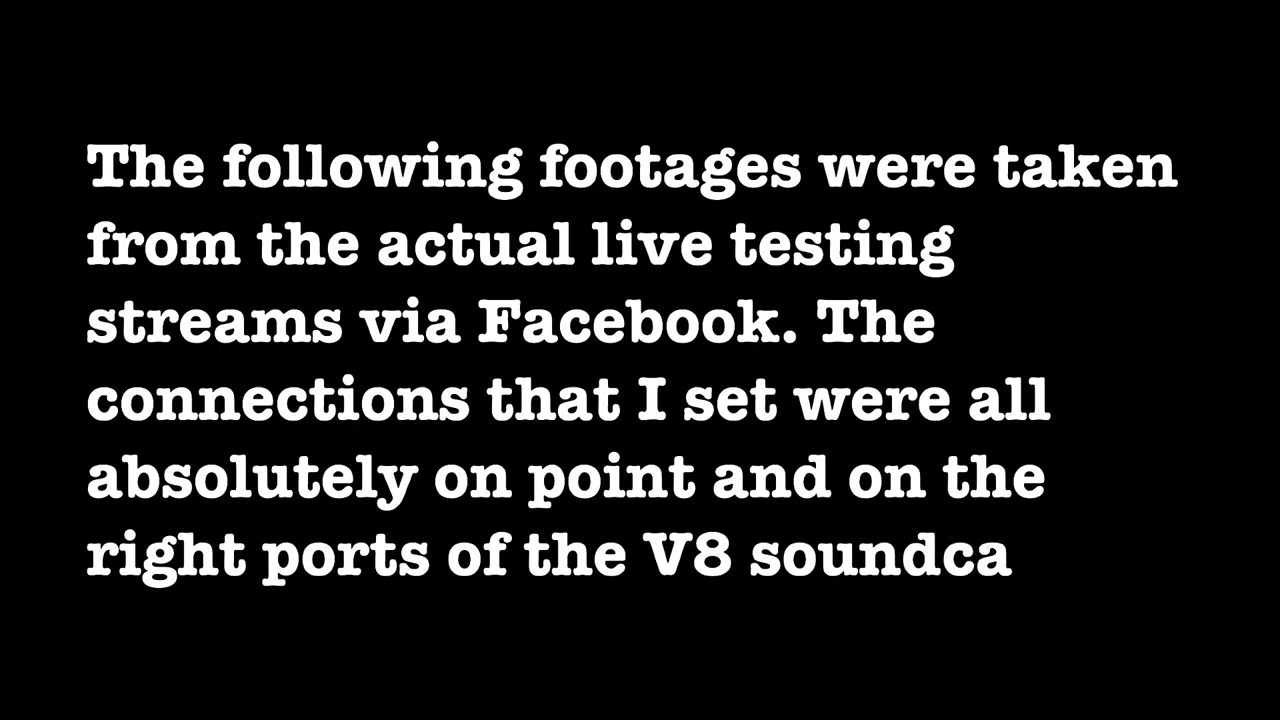 The following footages were taken
from the actual live testing
streams via Facebook. The
connections that I set were all
absolutely on point and on the
right ports of the V8 soundca